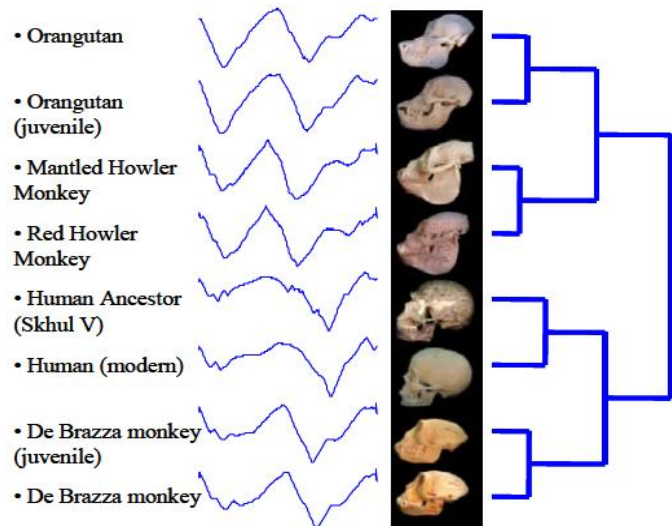 • Orangutan
• Orangutan
(juvenile)
• Mantled Howler
Monkey
• Red Howler
Monkey
• Human Ancestor
(Skhul V)
• Human (modern)
• De Brazza monkey
(juvenile)
• De Brazza monkey